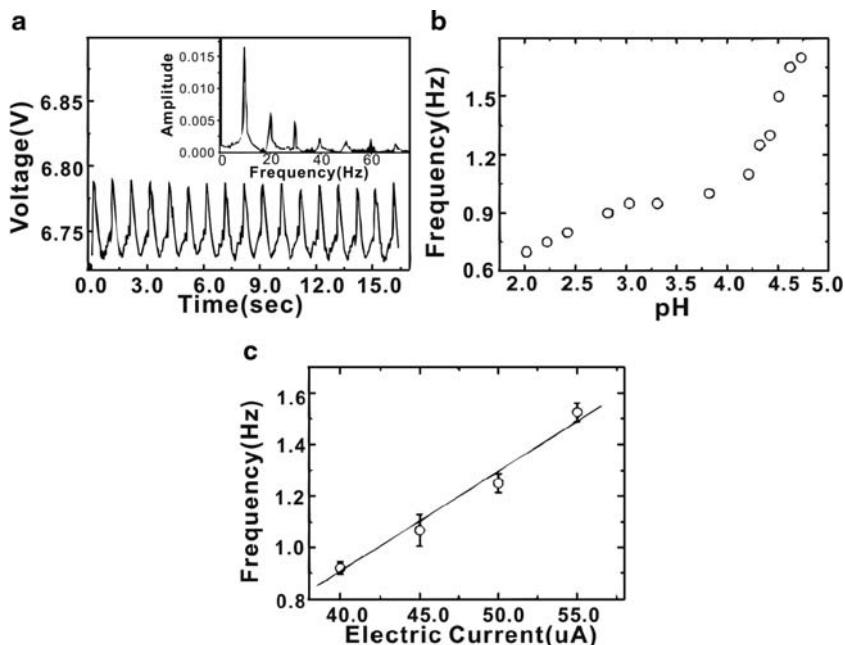 a
Voltage(V)
6.85
6.80
6.75
0.0 3.0 6.0 9.0 12.0 15.0
Time(sec)
Amplitude
0.015
0.010
0.005
0.000
0 20 40 60
Frequency(Hz)
b
Frequency(Hz)
1.5
1.2
0.9
0.6
2.0 2.5 3.0 3.5 4.0 4.5 5.0
pH
c
Frequency(Hz)
1.6
1.4
1.2
1.0
0.8
40.0 45.0 50.0 55.0
Electric Current(uA)